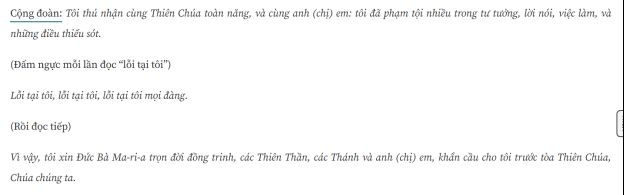 Cộng đoàn: Tôi thú nhận cùng Thiên Chúa toàn năng, và cùng anh (chị) em: tôi đã phạm tội nhiều trong tư tưởng, lời nói, việc làm, và
những điều thiếu sót.
(Đấm ngực mỗi lần đọc “lỗi tại tôi”)
Lỗi tại tôi, lỗi tại tôi, lỗi tại tôi mọi đàng.
(Rồi đọc tiếp)
Vì vậy, tôi xin Đức Bà Ma-ri-a trọn đời đồng trinh, các Thiên Thần, các Thánh và anh (chị) em, khẩn cầu cho tôi trước tòa Thiên Chúa,
Chúa chúng ta.